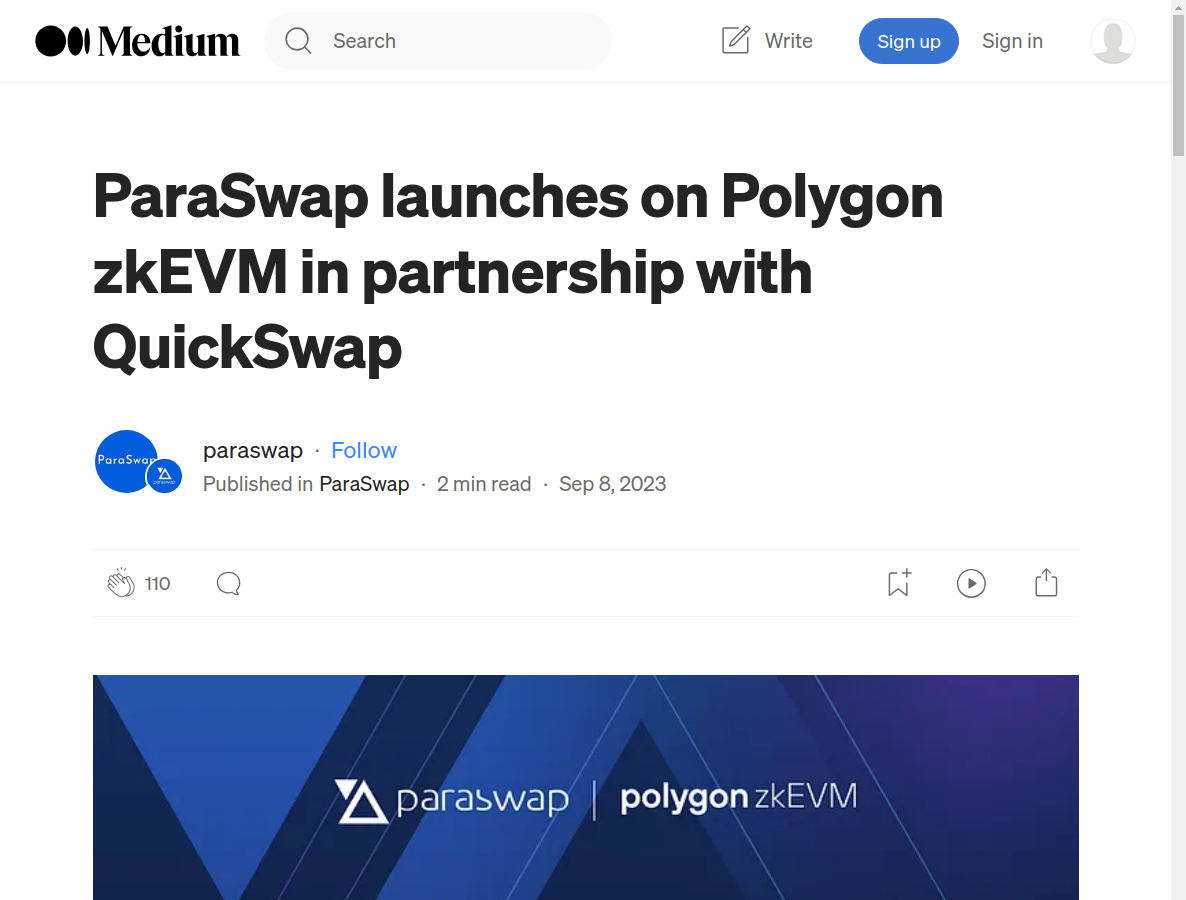 Medium
Search
Write
Sign up
Sign in
ParaSwap launches on Polygon
zkEVM in partnership with
QuickSwap
ParaSwap
paraswap · Follow
Published in ParaSwap · 2 min read · Sep 8, 2023
110
paraswap | polygon zkEVM